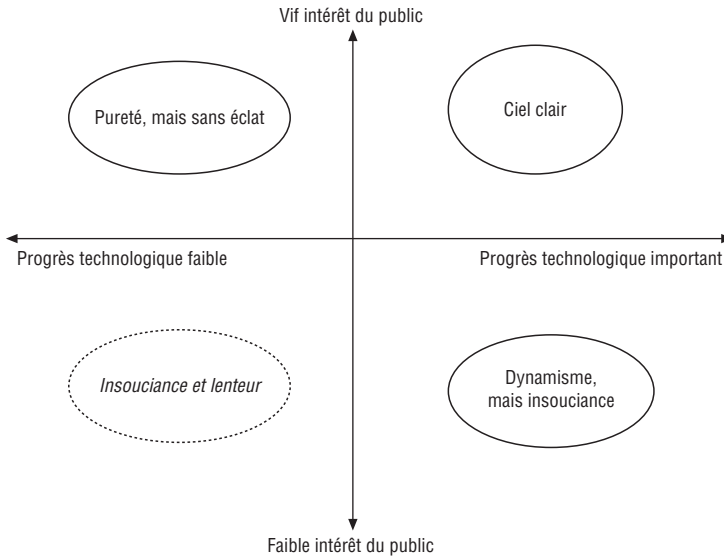 Vif intérêt du public
Pureté, mais sans éclat
Ciel clair
Progrès technologique faible
Progrès technologique important
Insouciance et lenteur
Dynamisme,
mais insouciance
Faible intérêt du public